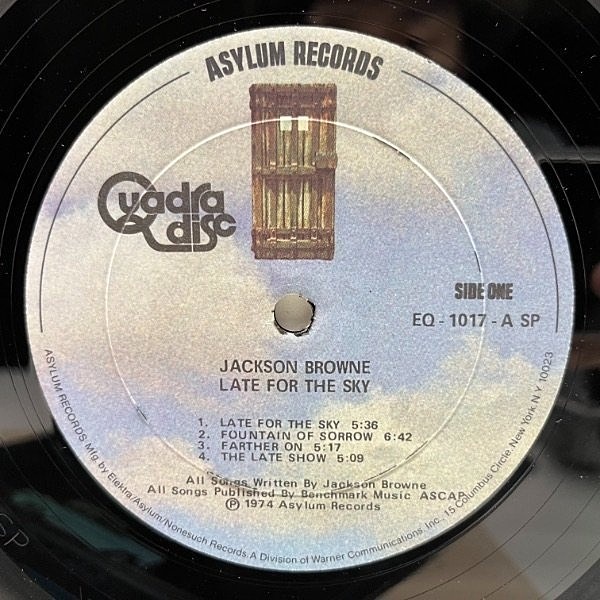 ASYLUM RECORDS
Quadra
disc
SIDE ONE
EQ - 1017 - A SP
JACKSON BROWNE
LATE FOR THE SKY
1. LATE FOR THE SKY 5:36
2. FOUNTAIN OF SORROW 6:42
3. FARTHER ON 5:17
4. THE LATE SHOW 5:09
All Songs Written By Jackson Browne
All Songs Published By Benchmark Music ASCAP
Ⓟ 1974 Asylum Records
ASYLUM RECORDS. Mfg. by Elektra/Asylum/Nonesuch Records. A Division of Warner Communications, Inc. 15 Columbus Circle, New York N Y 10023
SP